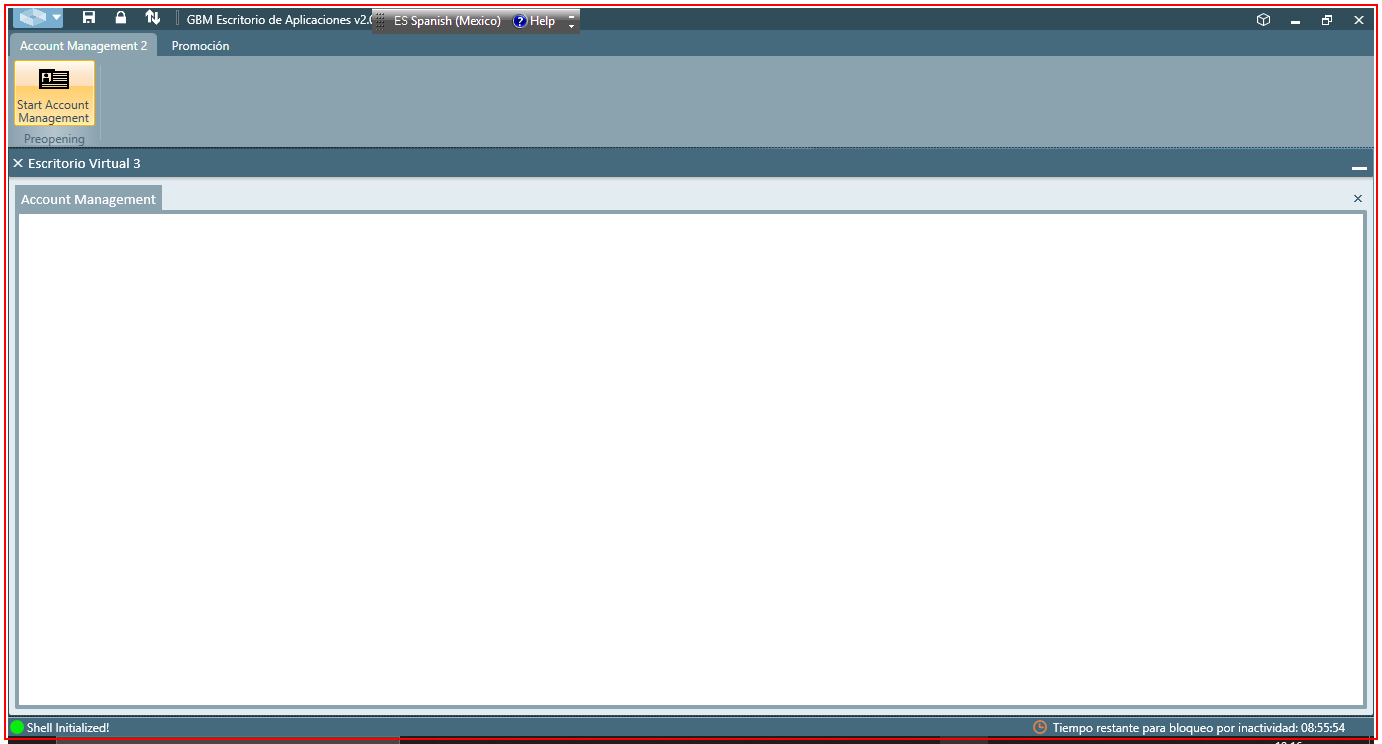 GBM Escritorio de Aplicaciones v2.0
ES Spanish (Mexico) ? Help
Account Management 2 Promoción
Start Account
Management
Preopening
Escritorio Virtual 3
Account Management
Shell Initialized! Tiempo restante para bloqueo por inactividad: 08:55:54